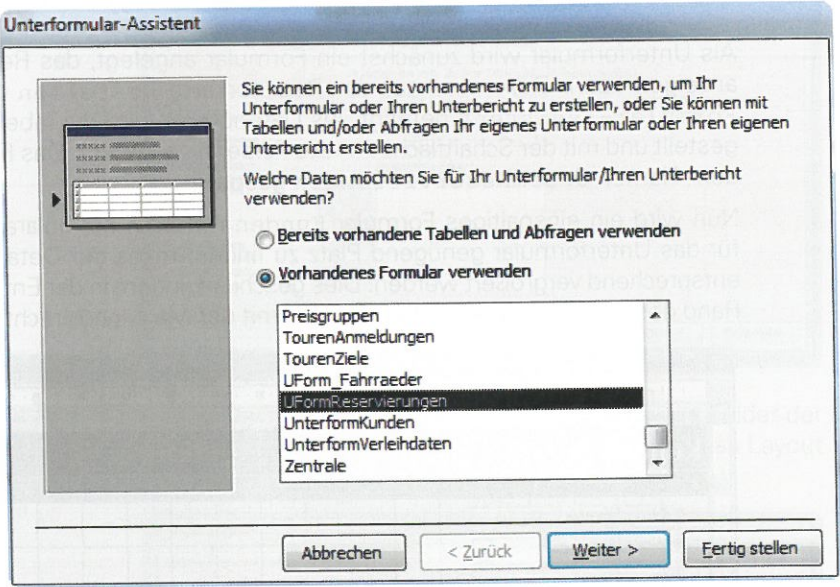 Unterformular-Assistent
Sie können ein bereits vorhandenes Formular verwenden, um Ihr
Unterformular oder Ihren Unterbericht zu erstellen, oder Sie können mit
Tabellen und/oder Abfragen Ihr eigenes Unterformular oder Ihren eigenen
Unterbericht erstellen.
Welche Daten möchten Sie für Ihr Unterformular/Ihren Unterbericht
verwenden?
Bereits vorhandene Tabellen und Abfragen verwenden
Vorhandenes Formular verwenden
Preisgruppen
TourenAnmeldungen
TourenZiele
UForm_Fahrraeder
UFormReservierungen
UnterformKunden
UnterformVerleihdaten
Zentrale
Abbrechen
< Zurück
Weiter >
Fertig stellen